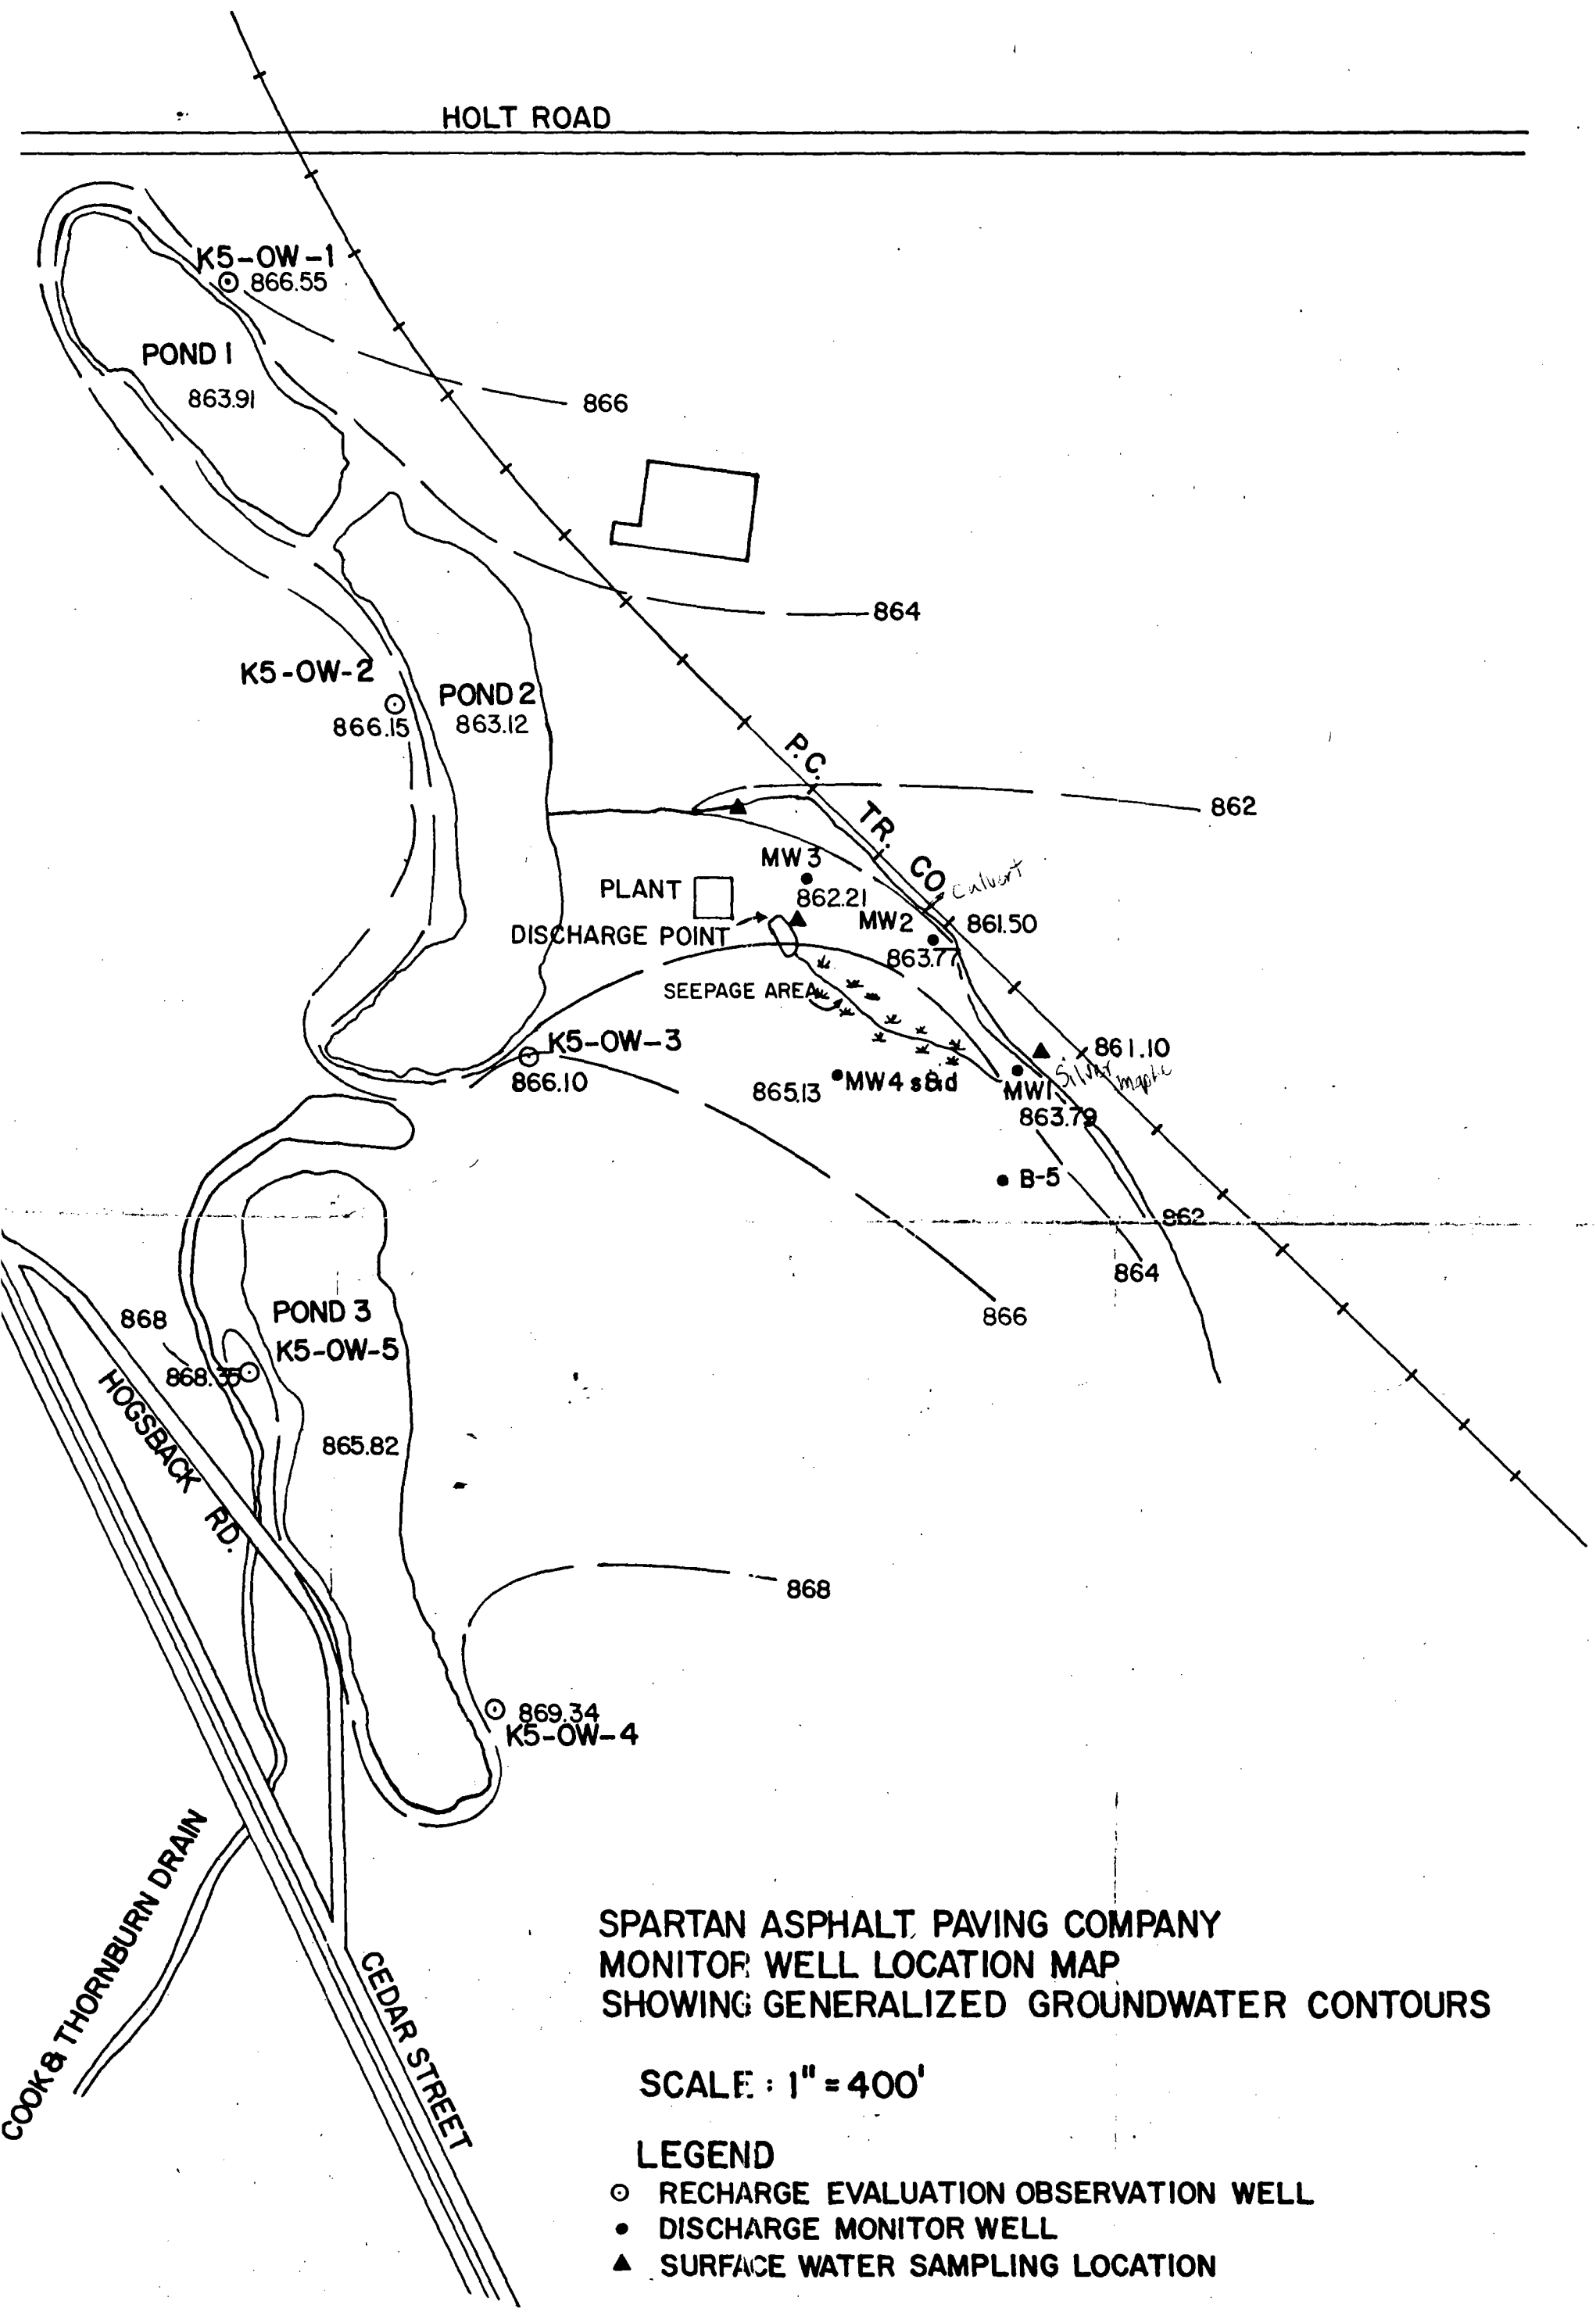 HOLT ROAD
K5-OW-1
866.55
POND 1
863.91
866
864
K5-OW-2
866.15
POND 2
863.12
P.C. TR. CO
862
MW 3
862.21
culvert
PLANT
DISCHARGE POINT
MW2
863.77
861.50
SEEPAGE AREA
K5-OW-3
866.10
865.13
MW4 s&d
861.10
Silver maple
MW1
863.79
B-5
862
864
866
868
POND 3
K5-OW-5
868.35
865.82
HOGSBACK RD.
868
869.34
K5-OW-4
COOK & THORNBURN DRAIN
CEDAR STREET
SPARTAN ASPHALT PAVING COMPANY
MONITOR WELL LOCATION MAP
SHOWING GENERALIZED GROUNDWATER CONTOURS
SCALE : 1" = 400'
LEGEND
RECHARGE EVALUATION OBSERVATION WELL
DISCHARGE MONITOR WELL
SURFACE WATER SAMPLING LOCATION